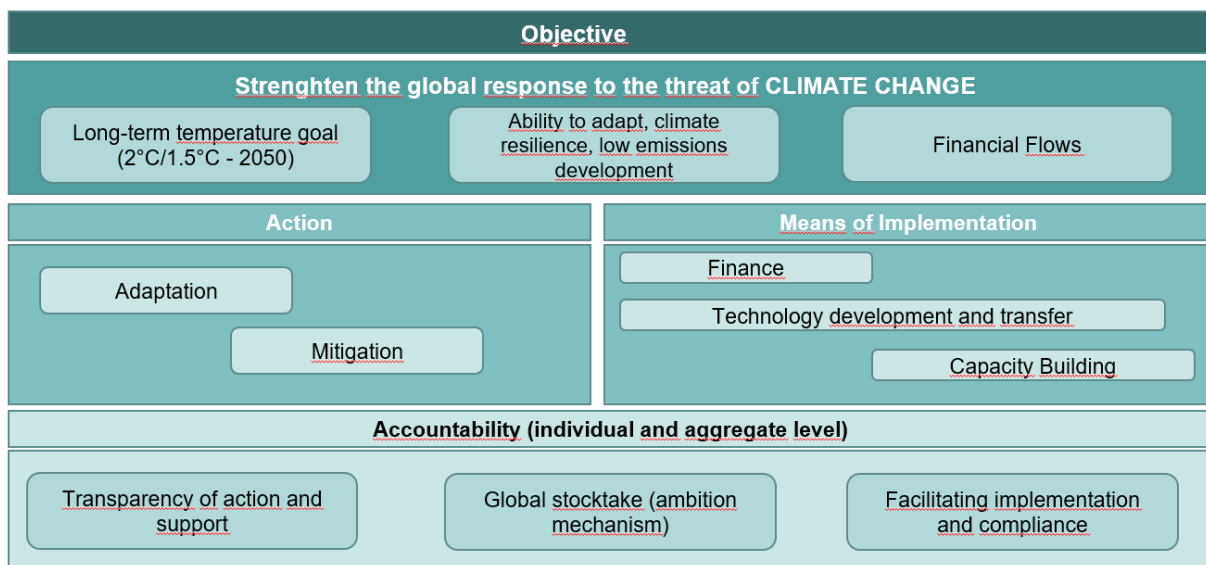 Objective
Strenghten the global response to the threat of CLIMATE CHANGE
Long-term temperature goal
(2°C/1.5°C - 2050)
Ability to adapt, climate
resilience, low emissions
development
Financial Flows
Action
Means of Implementation
Adaptation
Mitigation
Finance
Technology development and transfer
Capacity Building
Accountability (individual and aggregate level)
Transparency of action and
support
Global stocktake (ambition
mechanism)
Facilitating implementation
and compliance